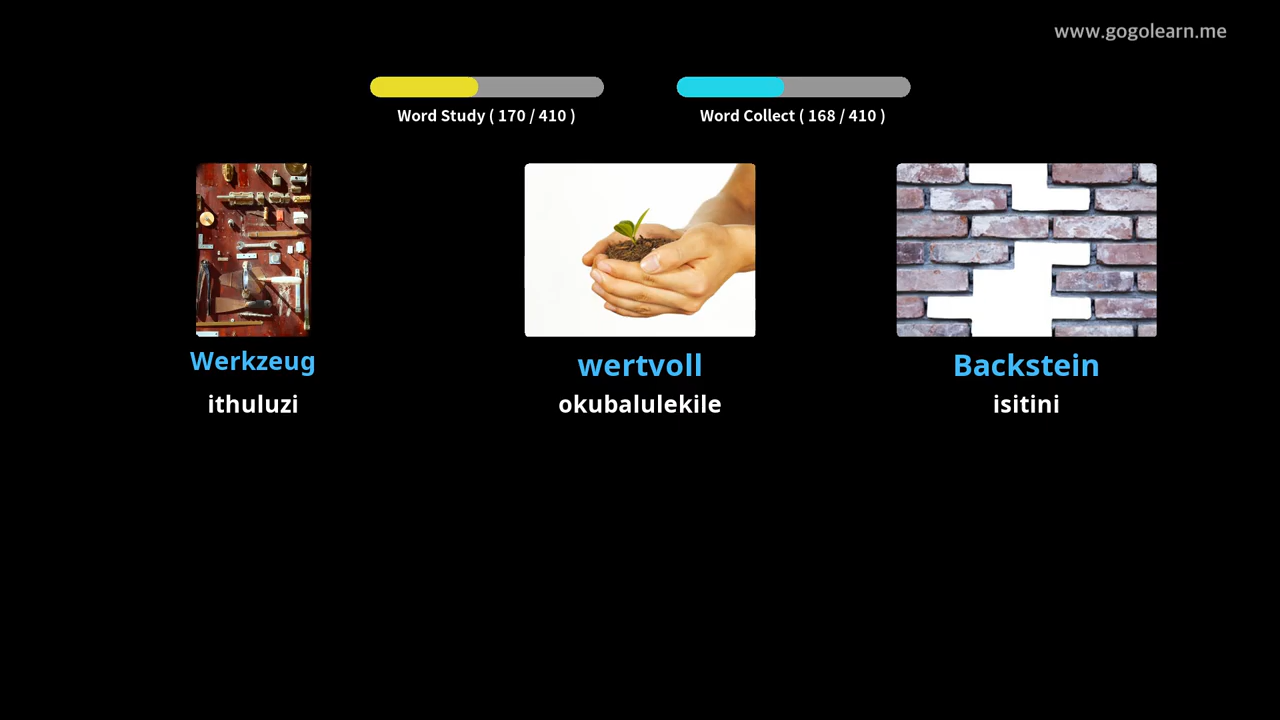 www.gogolearn.me
Word Study ( 170 / 410 )
Word Collect ( 168 / 410 )
Werkzeug
ithuluzi
wertvoll
okubalulekile
Backstein
isitini